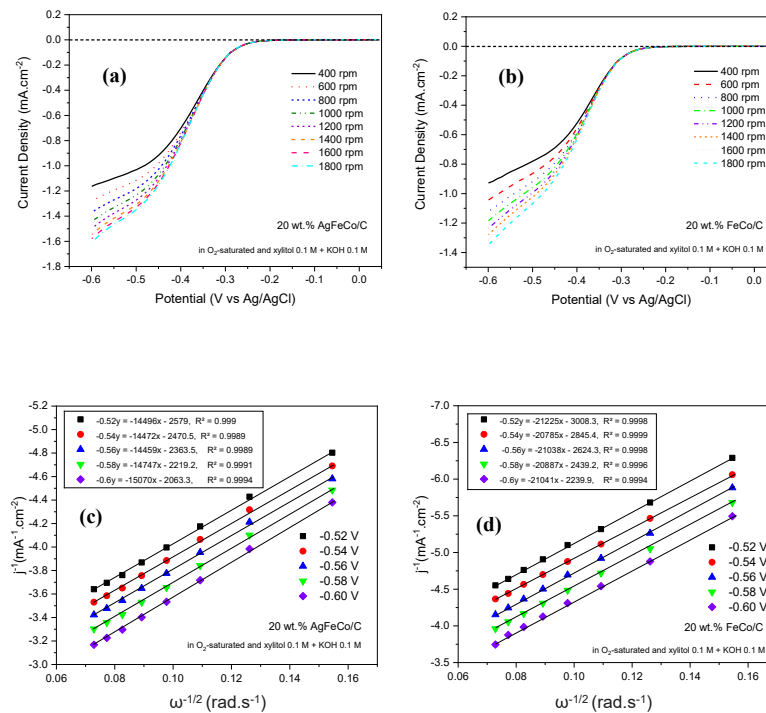 0.0
-0.2
-0.4
-0.6
-0.8
-1.0
-1.2
-1.4
-1.6
-1.8
Current Density (mA.cm⁻²)
(a)
400 rpm
600 rpm
800 rpm
1000 rpm
1200 rpm
1400 rpm
1600 rpm
1800 rpm
20 wt.% AgFeCo/C
in O₂-saturated and xylitol 0.1 M + KOH 0.1 M
-0.6 -0.5 -0.4 -0.3 -0.2 -0.1 0.0
Potential (V vs Ag/AgCl)
0.0
-0.2
-0.4
-0.6
-0.8
-1.0
-1.2
-1.4
Current Density (mA.cm⁻²)
(b)
400 rpm
600 rpm
800 rpm
1000 rpm
1200 rpm
1400 rpm
1600 rpm
1800 rpm
20 wt.% FeCo/C
in O₂-saturated and xylitol 0.1 M + KOH 0.1 M
-0.6 -0.5 -0.4 -0.3 -0.2 -0.1 0.0
Potential (V vs Ag/AgCl)
-5.2
-4.8
-4.4
-4.0
-3.6
-3.2
-3.0
j⁻¹(mA⁻¹.cm²)
-0.52y = -14496x - 2579, R² = 0.999
-0.54y = -14472x - 2470.5, R² = 0.9989
-0.56y = -14459x - 2363.5, R² = 0.9989
-0.58y = -14747x - 2219.2, R² = 0.9991
-0.6y = -15070x - 2063.3, R² = 0.9994
(c)
-0.52 V
-0.54 V
-0.56 V
-0.58 V
-0.60 V
20 wt.% AgFeCo/C
in O₂-saturated and xylitol 0.1 M + KOH 0.1 M
0.06 0.08 0.10 0.12 0.14 0.16
ω⁻¹/² (rad.s⁻¹)
-7.0
-6.5
-6.0
-5.5
-5.0
-4.5
-4.0
-3.5
j⁻¹(mA⁻¹.cm²)
-0.52y = -21225x - 3008.3, R² = 0.9998
-0.54y = -20785x - 2845.4, R² = 0.9999
-0.56y = -21038x - 2624.3, R² = 0.9998
-0.58y = -20887x - 2439.2, R² = 0.9996
-0.6y = -21041x - 2239.9, R² = 0.9994
(d)
-0.52 V
-0.54 V
-0.56 V
-0.58 V
-0.60 V
20 wt.% FeCo/C
in O₂-saturated and xylitol 0.1 M + KOH 0.1 M
0.06 0.08 0.10 0.12 0.14 0.16
ω⁻¹/² (rad.s⁻¹)